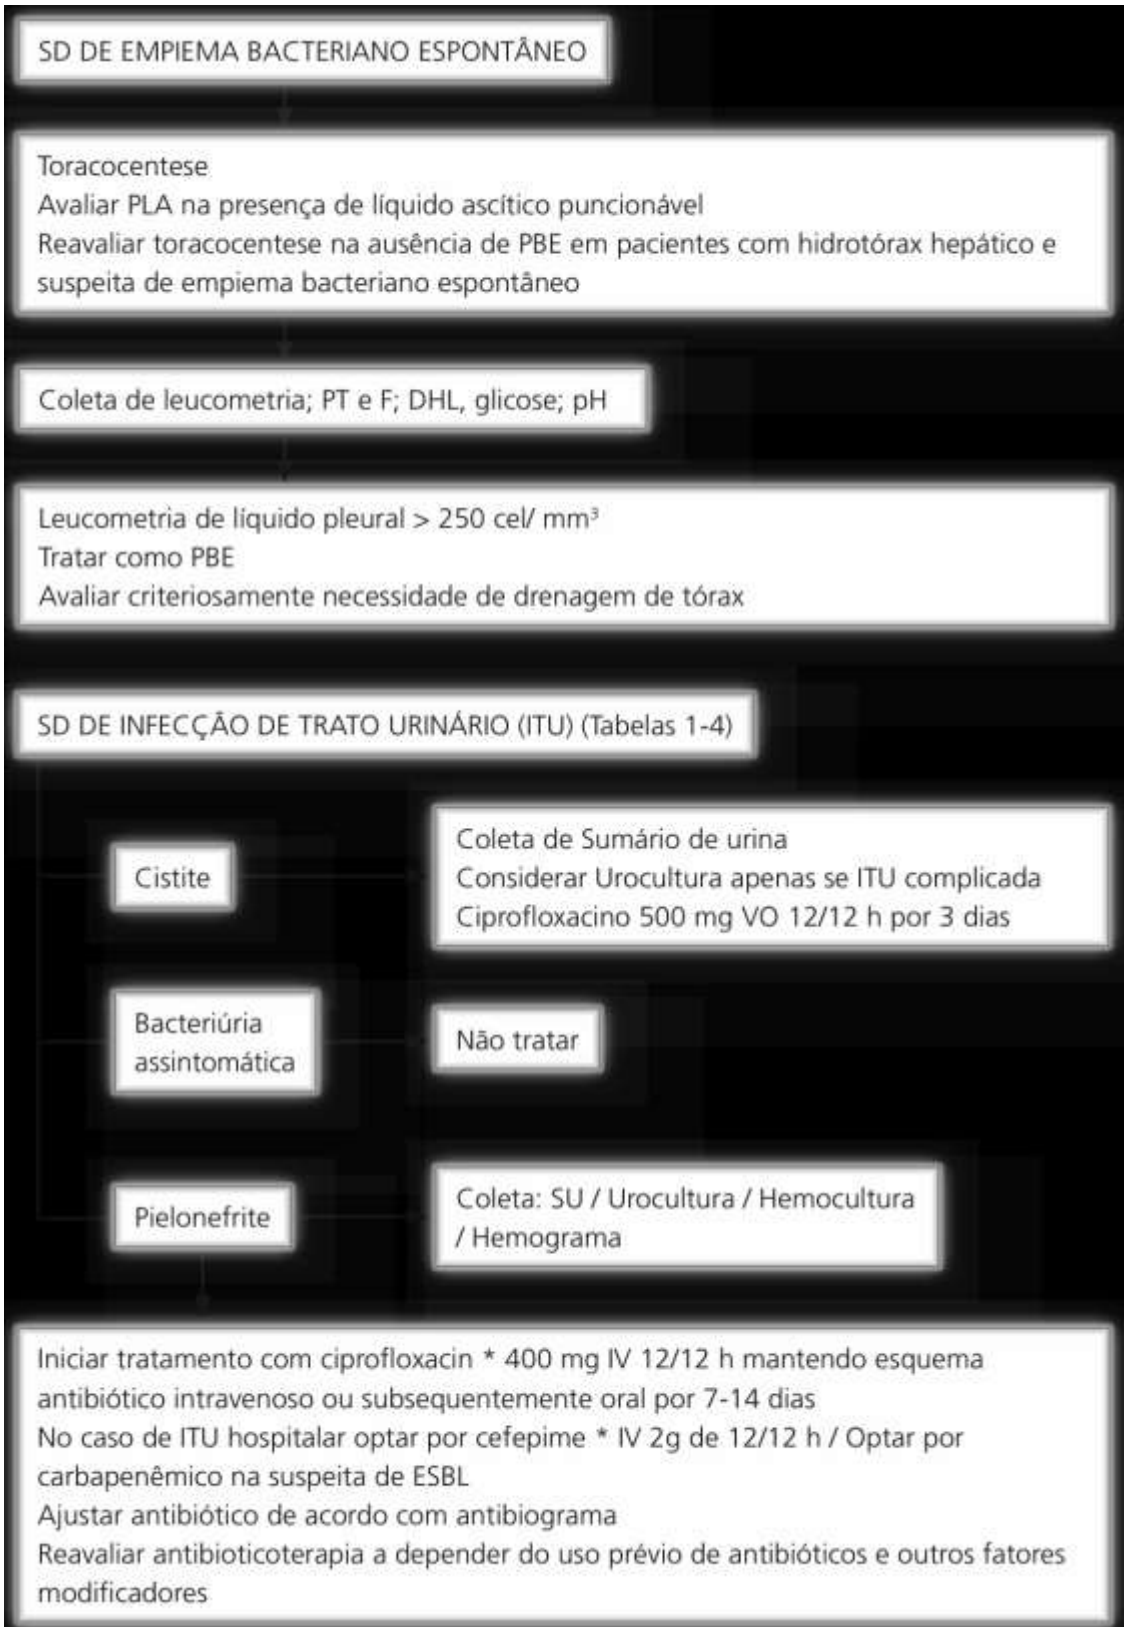 SD DE EMPIEMA BACTERIANO ESPONTÂNEO
Toracocentese
Avaliar PLA na presença de líquido ascítico puncionável
Reavaliar toracocentese na ausência de PBE em pacientes com hidrotórax hepático e
suspeita de empiema bacteriano espontâneo
Coleta de leucometria; PT e F; DHL, glicose; pH
Leucometria de líquido pleural > 250 cel/ mm³
Tratar como PBE
Avaliar criteriosamente necessidade de drenagem de tórax
SD DE INFECÇÃO DE TRATO URINÁRIO (ITU) (Tabelas 1-4)
Cistite
Coleta de Sumário de urina
Considerar Urocultura apenas se ITU complicada
Ciprofloxacino 500 mg VO 12/12 h por 3 dias
Bacteriúria
assintomática
Não tratar
Pielonefrite
Coleta: SU / Urocultura / Hemocultura
/ Hemograma
Iniciar tratamento com ciprofloxacin * 400 mg IV 12/12 h mantendo esquema
antibiótico intravenoso ou subsequentemente oral por 7-14 dias
No caso de ITU hospitalar optar por cefepime * IV 2g de 12/12 h / Optar por
carbapenêmico na suspeita de ESBL
Ajustar antibiótico de acordo com antibiograma
Reavaliar antibioticoterapia a depender do uso prévio de antibióticos e outros fatores
modificadores